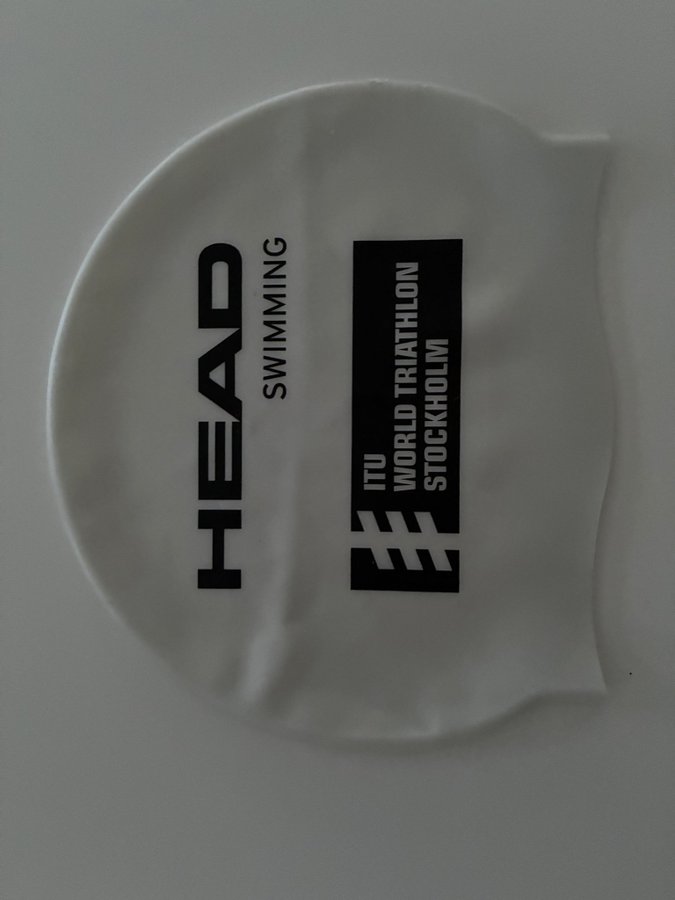 HEAD
SWIMMING
ITU
WORLD TRIATHLON
STOCKHOLM